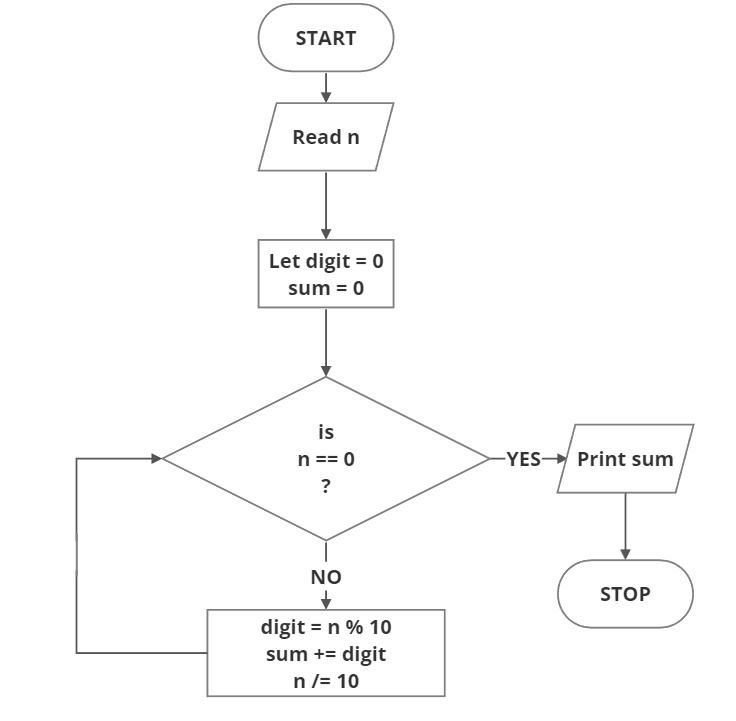 START
Read n
Let digit = 0
sum = 0
is
n == 0
?
YES
Print sum
NO
STOP
digit = n % 10
sum += digit
n /= 10